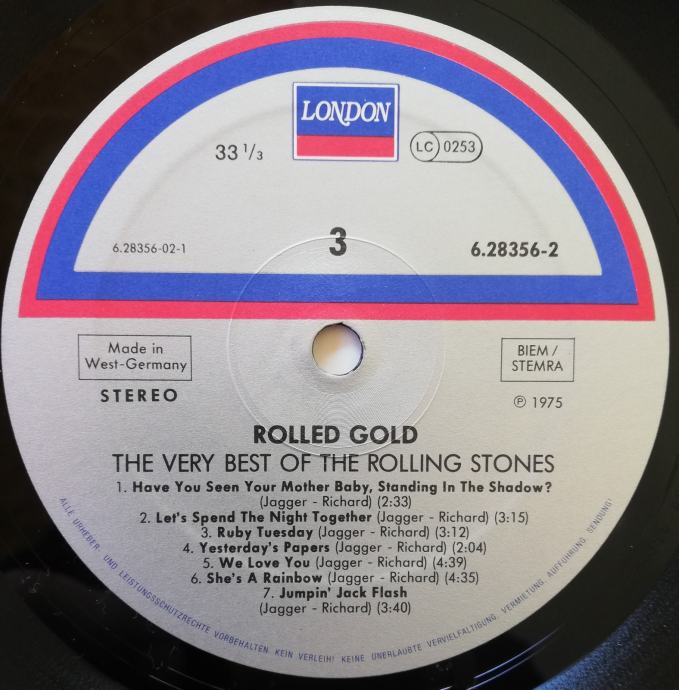 LONDON
33 1/3
LC 0253
3
6.28356-02-1
6.28356-2
Made in
West-Germany
STEREO
BIEM /
STEMRA
℗ 1975
ROLLED GOLD
THE VERY BEST OF THE ROLLING STONES
1. Have You Seen Your Mother Baby, Standing In The Shadow?
(Jagger - Richard) (2:33)
2. Let's Spend The Night Together (Jagger - Richard) (3:15)
3. Ruby Tuesday (Jagger - Richard) (3:12)
4. Yesterday's Papers (Jagger - Richard) (2:04)
5. We Love You (Jagger - Richard) (4:39)
6. She's A Rainbow (Jagger - Richard) (4:35)
7. Jumpin' Jack Flash
(Jagger - Richard) (3:40)
ALLE URHEBER- UND LEISTUNGSSCHUTZRECHTE VORBEHALTEN. KEIN VERLEIH! KEINE UNERLAUBTE VERVIELFÄLTIGUNG, VERMIETUNG, AUFFÜHRUNG, SENDUNG!